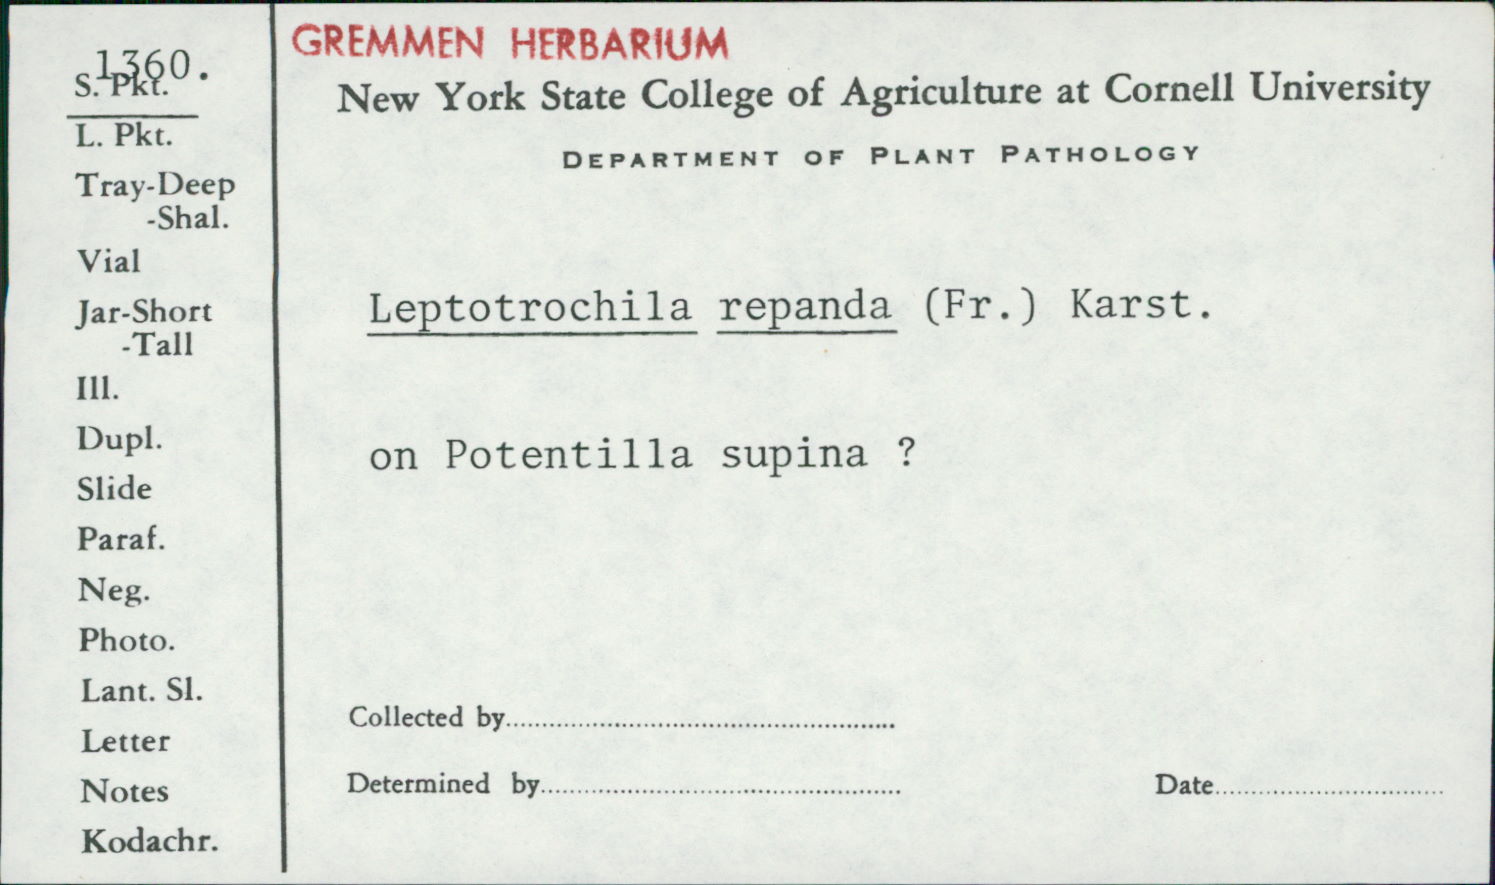 1360.
S. Pkt.
L. Pkt.
Tray-Deep
-Shal.
Vial
Jar-Short
-Tall
Ill.
Dupl.
Slide
Paraf.
Neg.
Photo.
Lant. Sl.
Letter
Notes
Kodachr.
GREMMEN HERBARIUM
New York State College of Agriculture at Cornell University
DEPARTMENT OF PLANT PATHOLOGY
Leptotrochila repanda (Fr.) Karst.
on Potentilla supina ?
Collected by
Determined by
Date